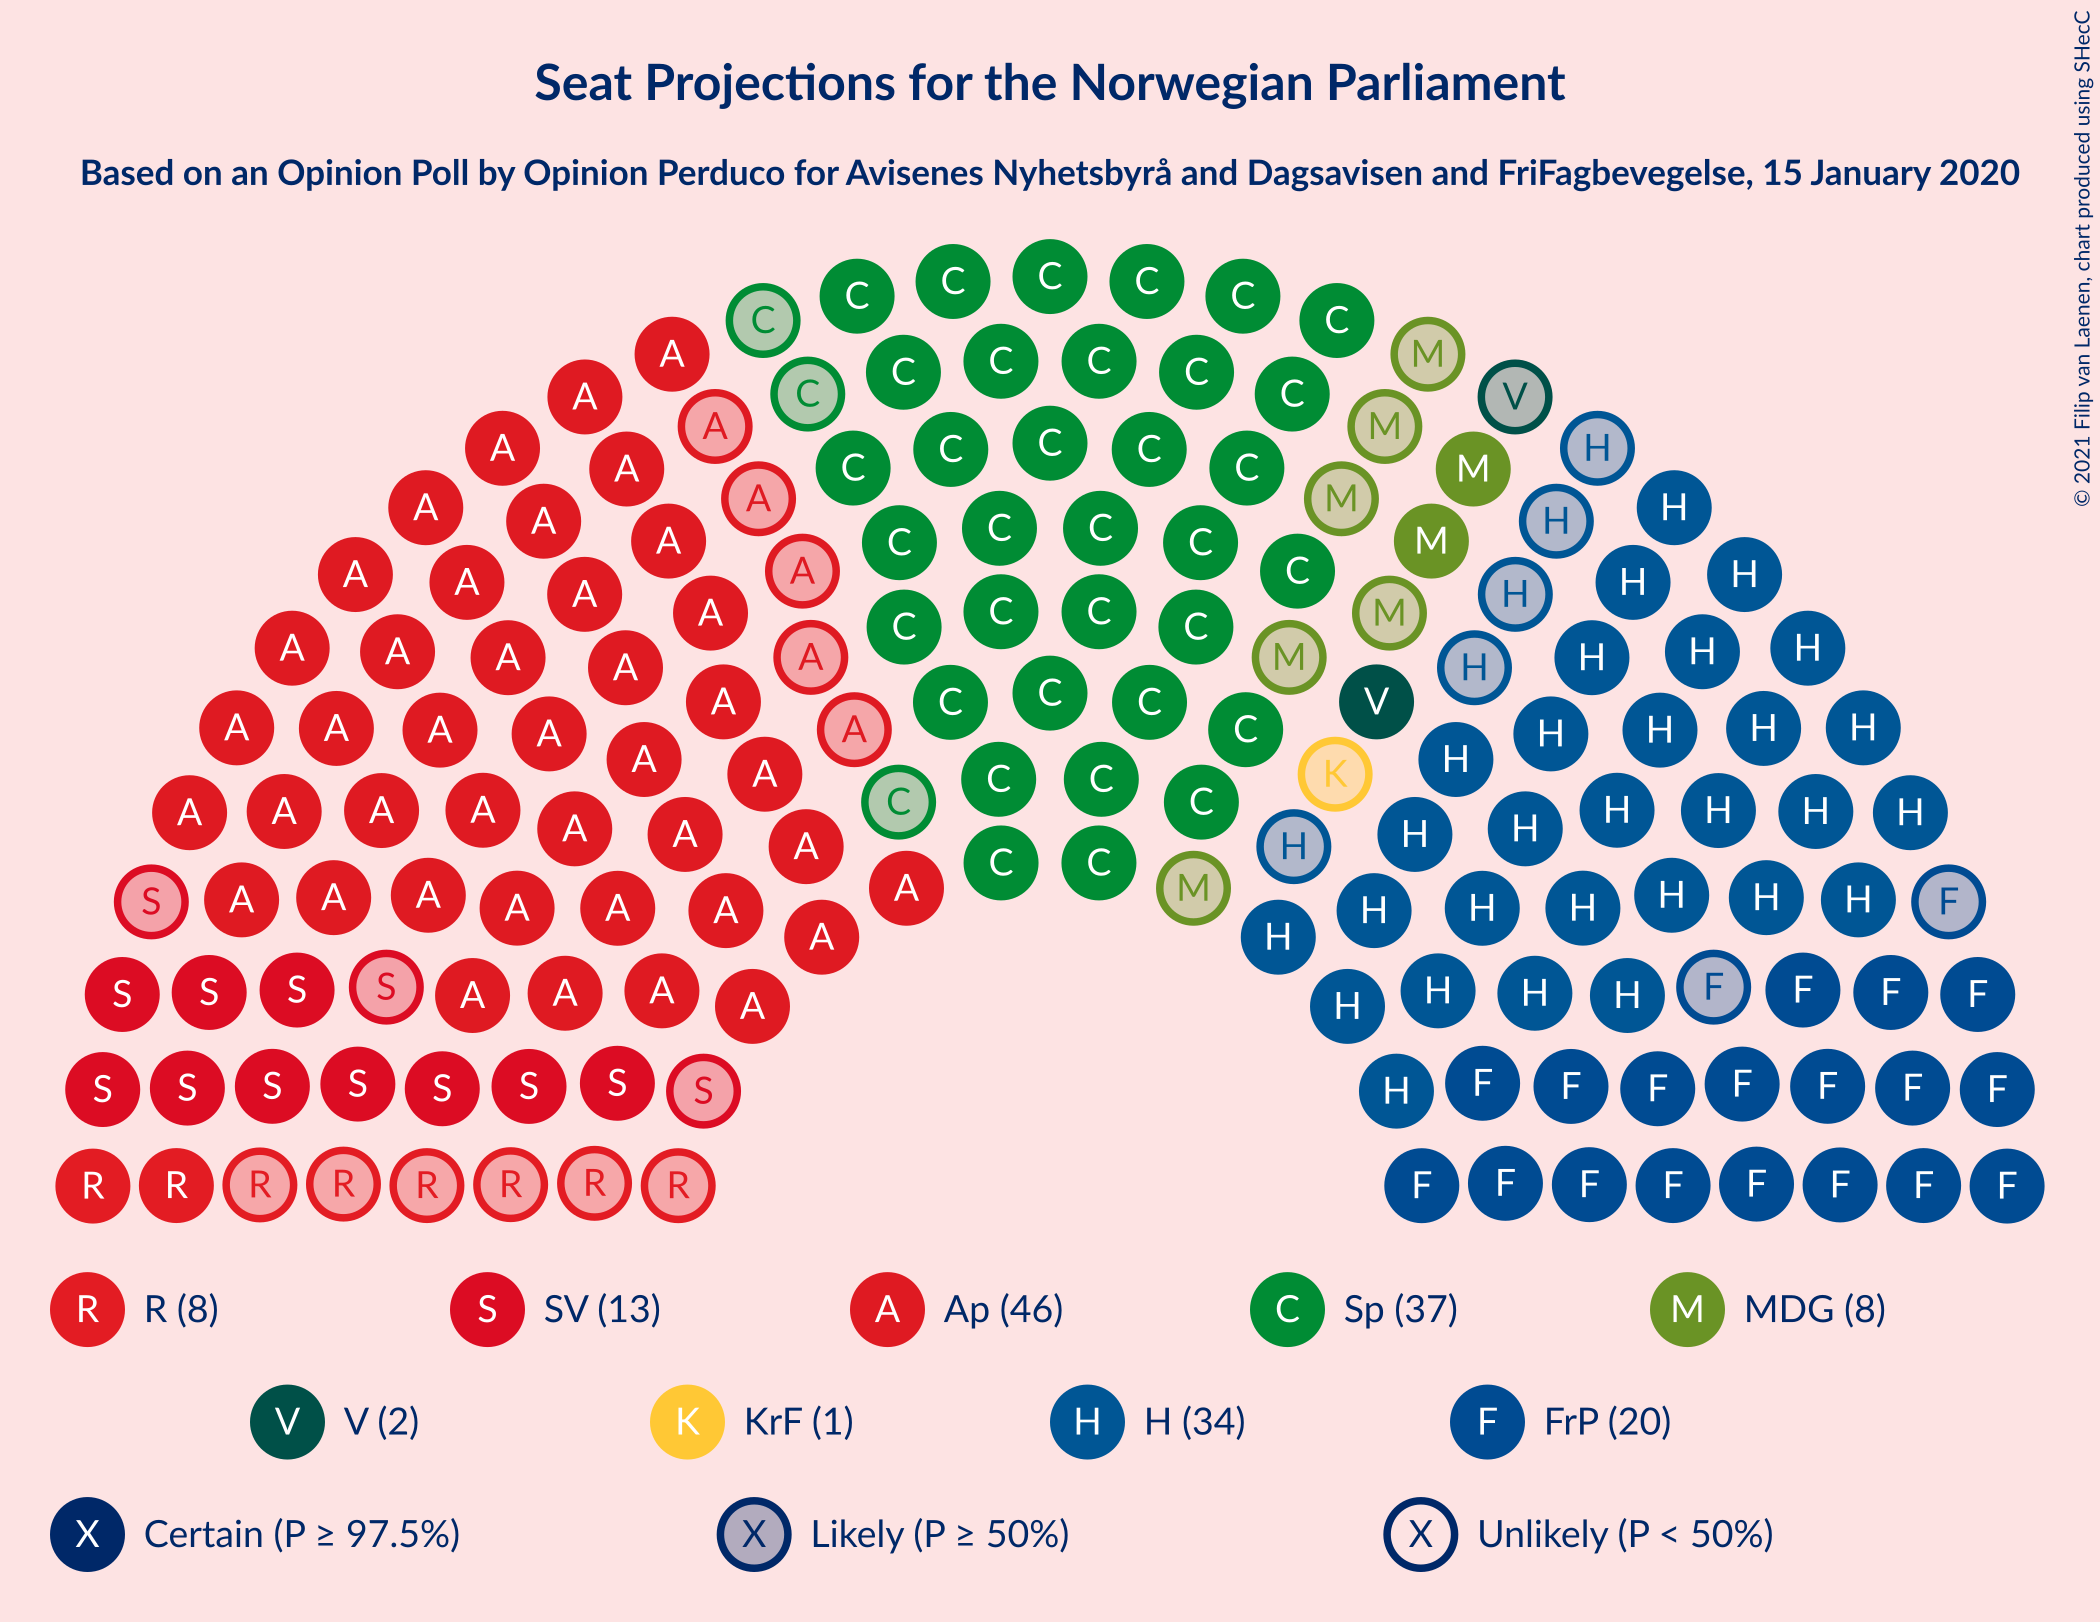 Seat Projections for the Norwegian Parliament
Based on an Opinion Poll by Opinion Perduco for Avisenes Nyhetsbyrå and Dagsavisen and FriFagbevegelse, 15 January 2020
© 2021 Filip van Laenen, chart produced using SHecC
C C C C C C C
A C C C C C C M
A A C C C C C M V
A A A C C C C C M M H
A A A A C C C C M M H H
A A A A A C C C C M M H H H
A A A A A A C C C C V H H H H
A A A A A A A C C C K H H H H H
A A A A A A A A C C M H H H H H H H
S A A A A A A A A H H H H H H H F
S S S S A A A A H H H H F F F F
S S S S S S S S H F F F F F F F
R R R R R R R R F F F F F F F F
R R (8) S SV (13) A Ap (46) C Sp (37) M MDG (8)
V V (2) K KrF (1) H H (34) F FrP (20)
X Certain (P ≥ 97.5%) X Likely (P ≥ 50%) X Unlikely (P < 50%)